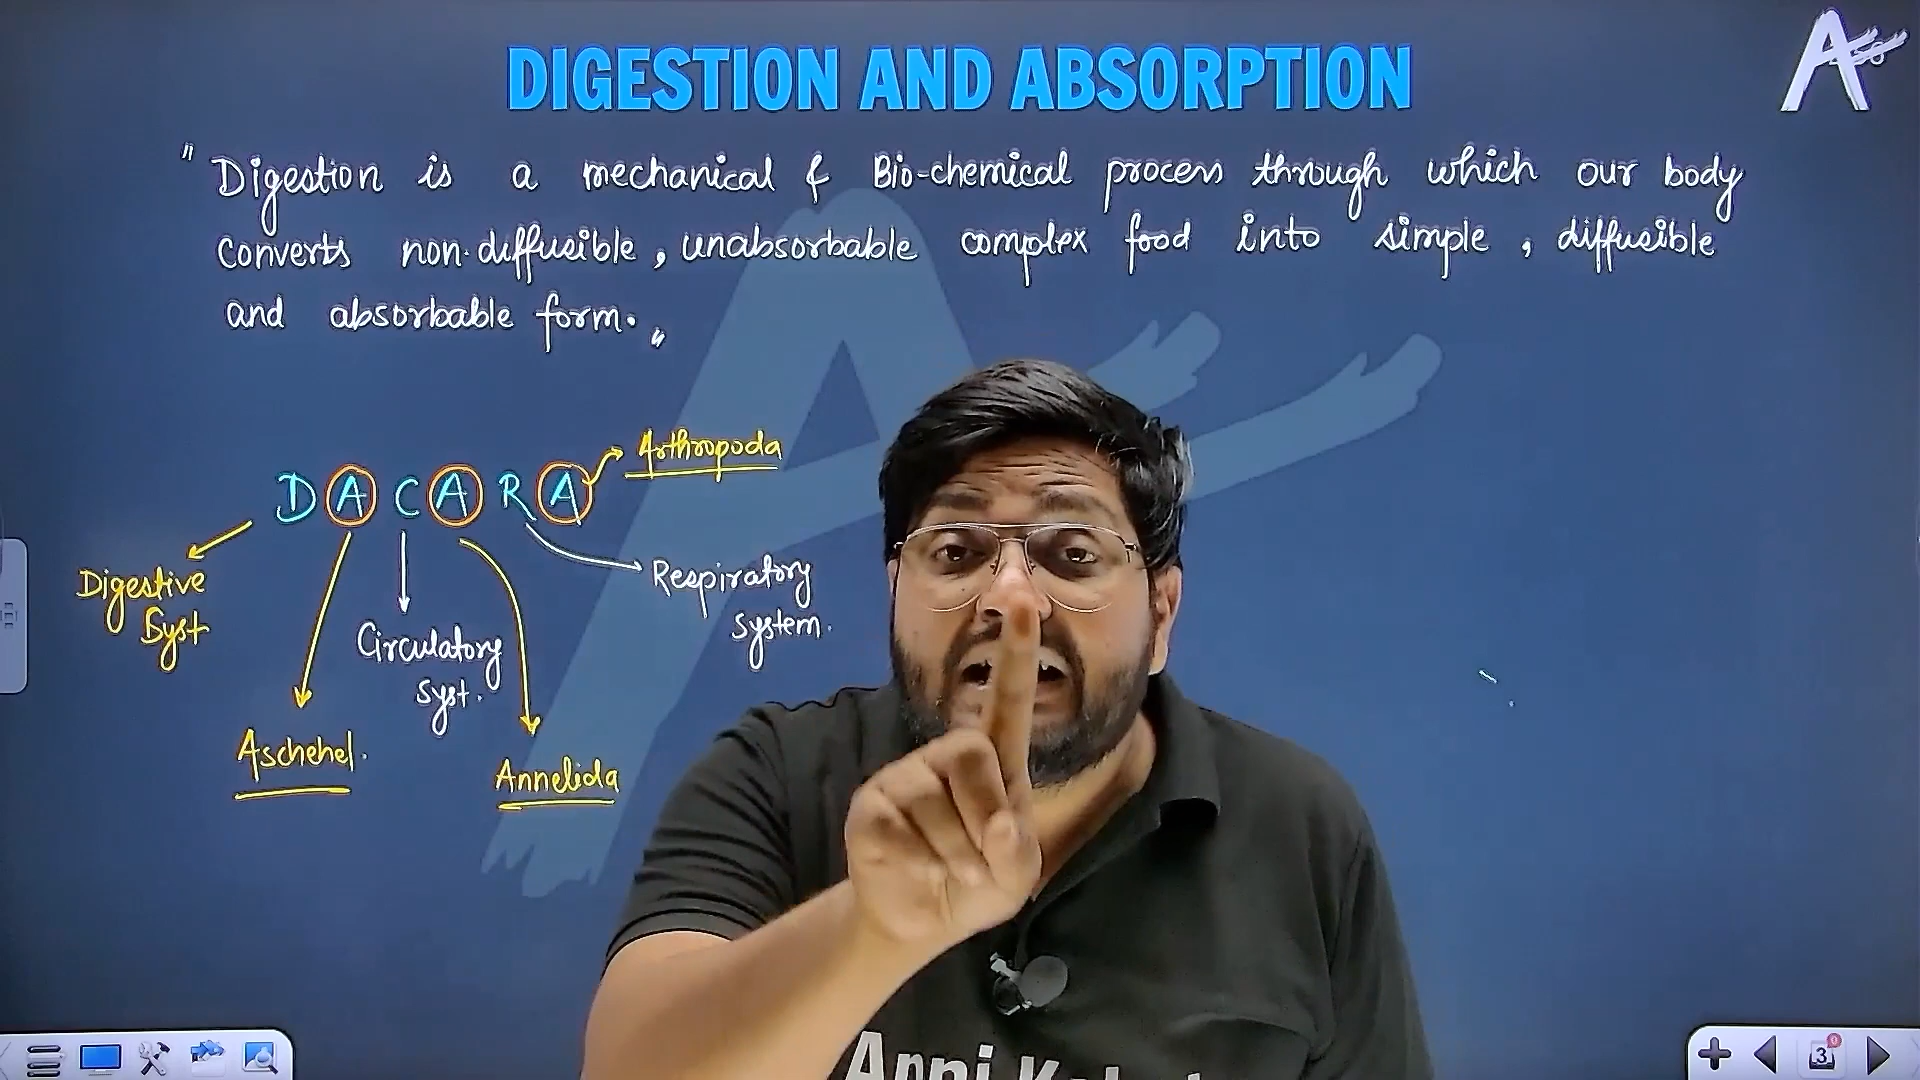 DIGESTION AND ABSORPTION
"Digestion is a mechanical & Bio-chemical process through which our body
converts non-diffusible, unabsorbable complex food into simple, diffusible
and absorbable form."
Arthropoda
D A C A R A
Digestive
Syst
Respiratory
system.
Circulatory
syst.
Aschehel.
Annelida
3